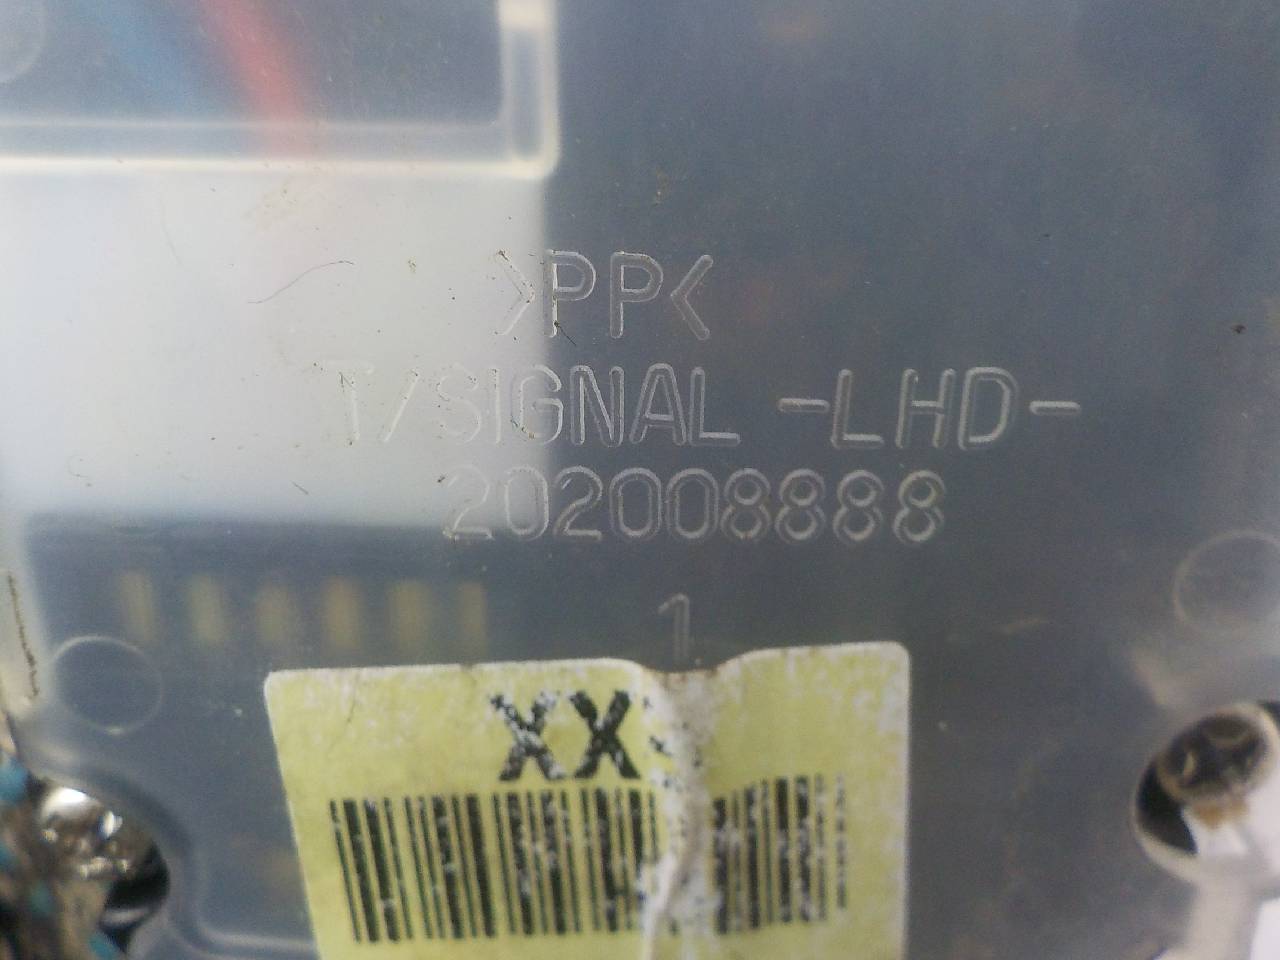 >PP<
T/SIGNAL -LHD-
202008888
1
XX